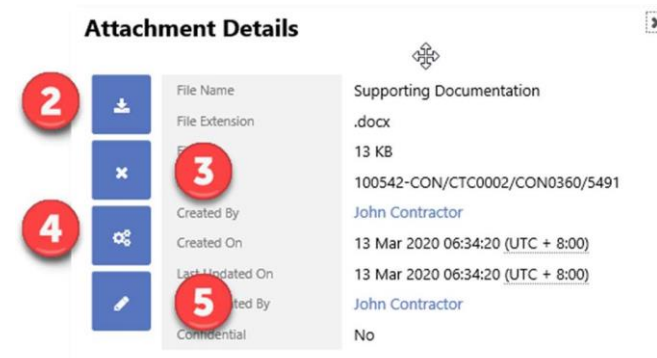 Attachment Details
2
File Name Supporting Documentation
File Extension .docx
13 KB
3
100542-CON/CTC0002/CON0360/5491
4
Created By John Contractor
Created On 13 Mar 2020 06:34:20 (UTC + 8:00)
Last Updated On 13 Mar 2020 06:34:20 (UTC + 8:00)
5
By John Contractor
Confidential No